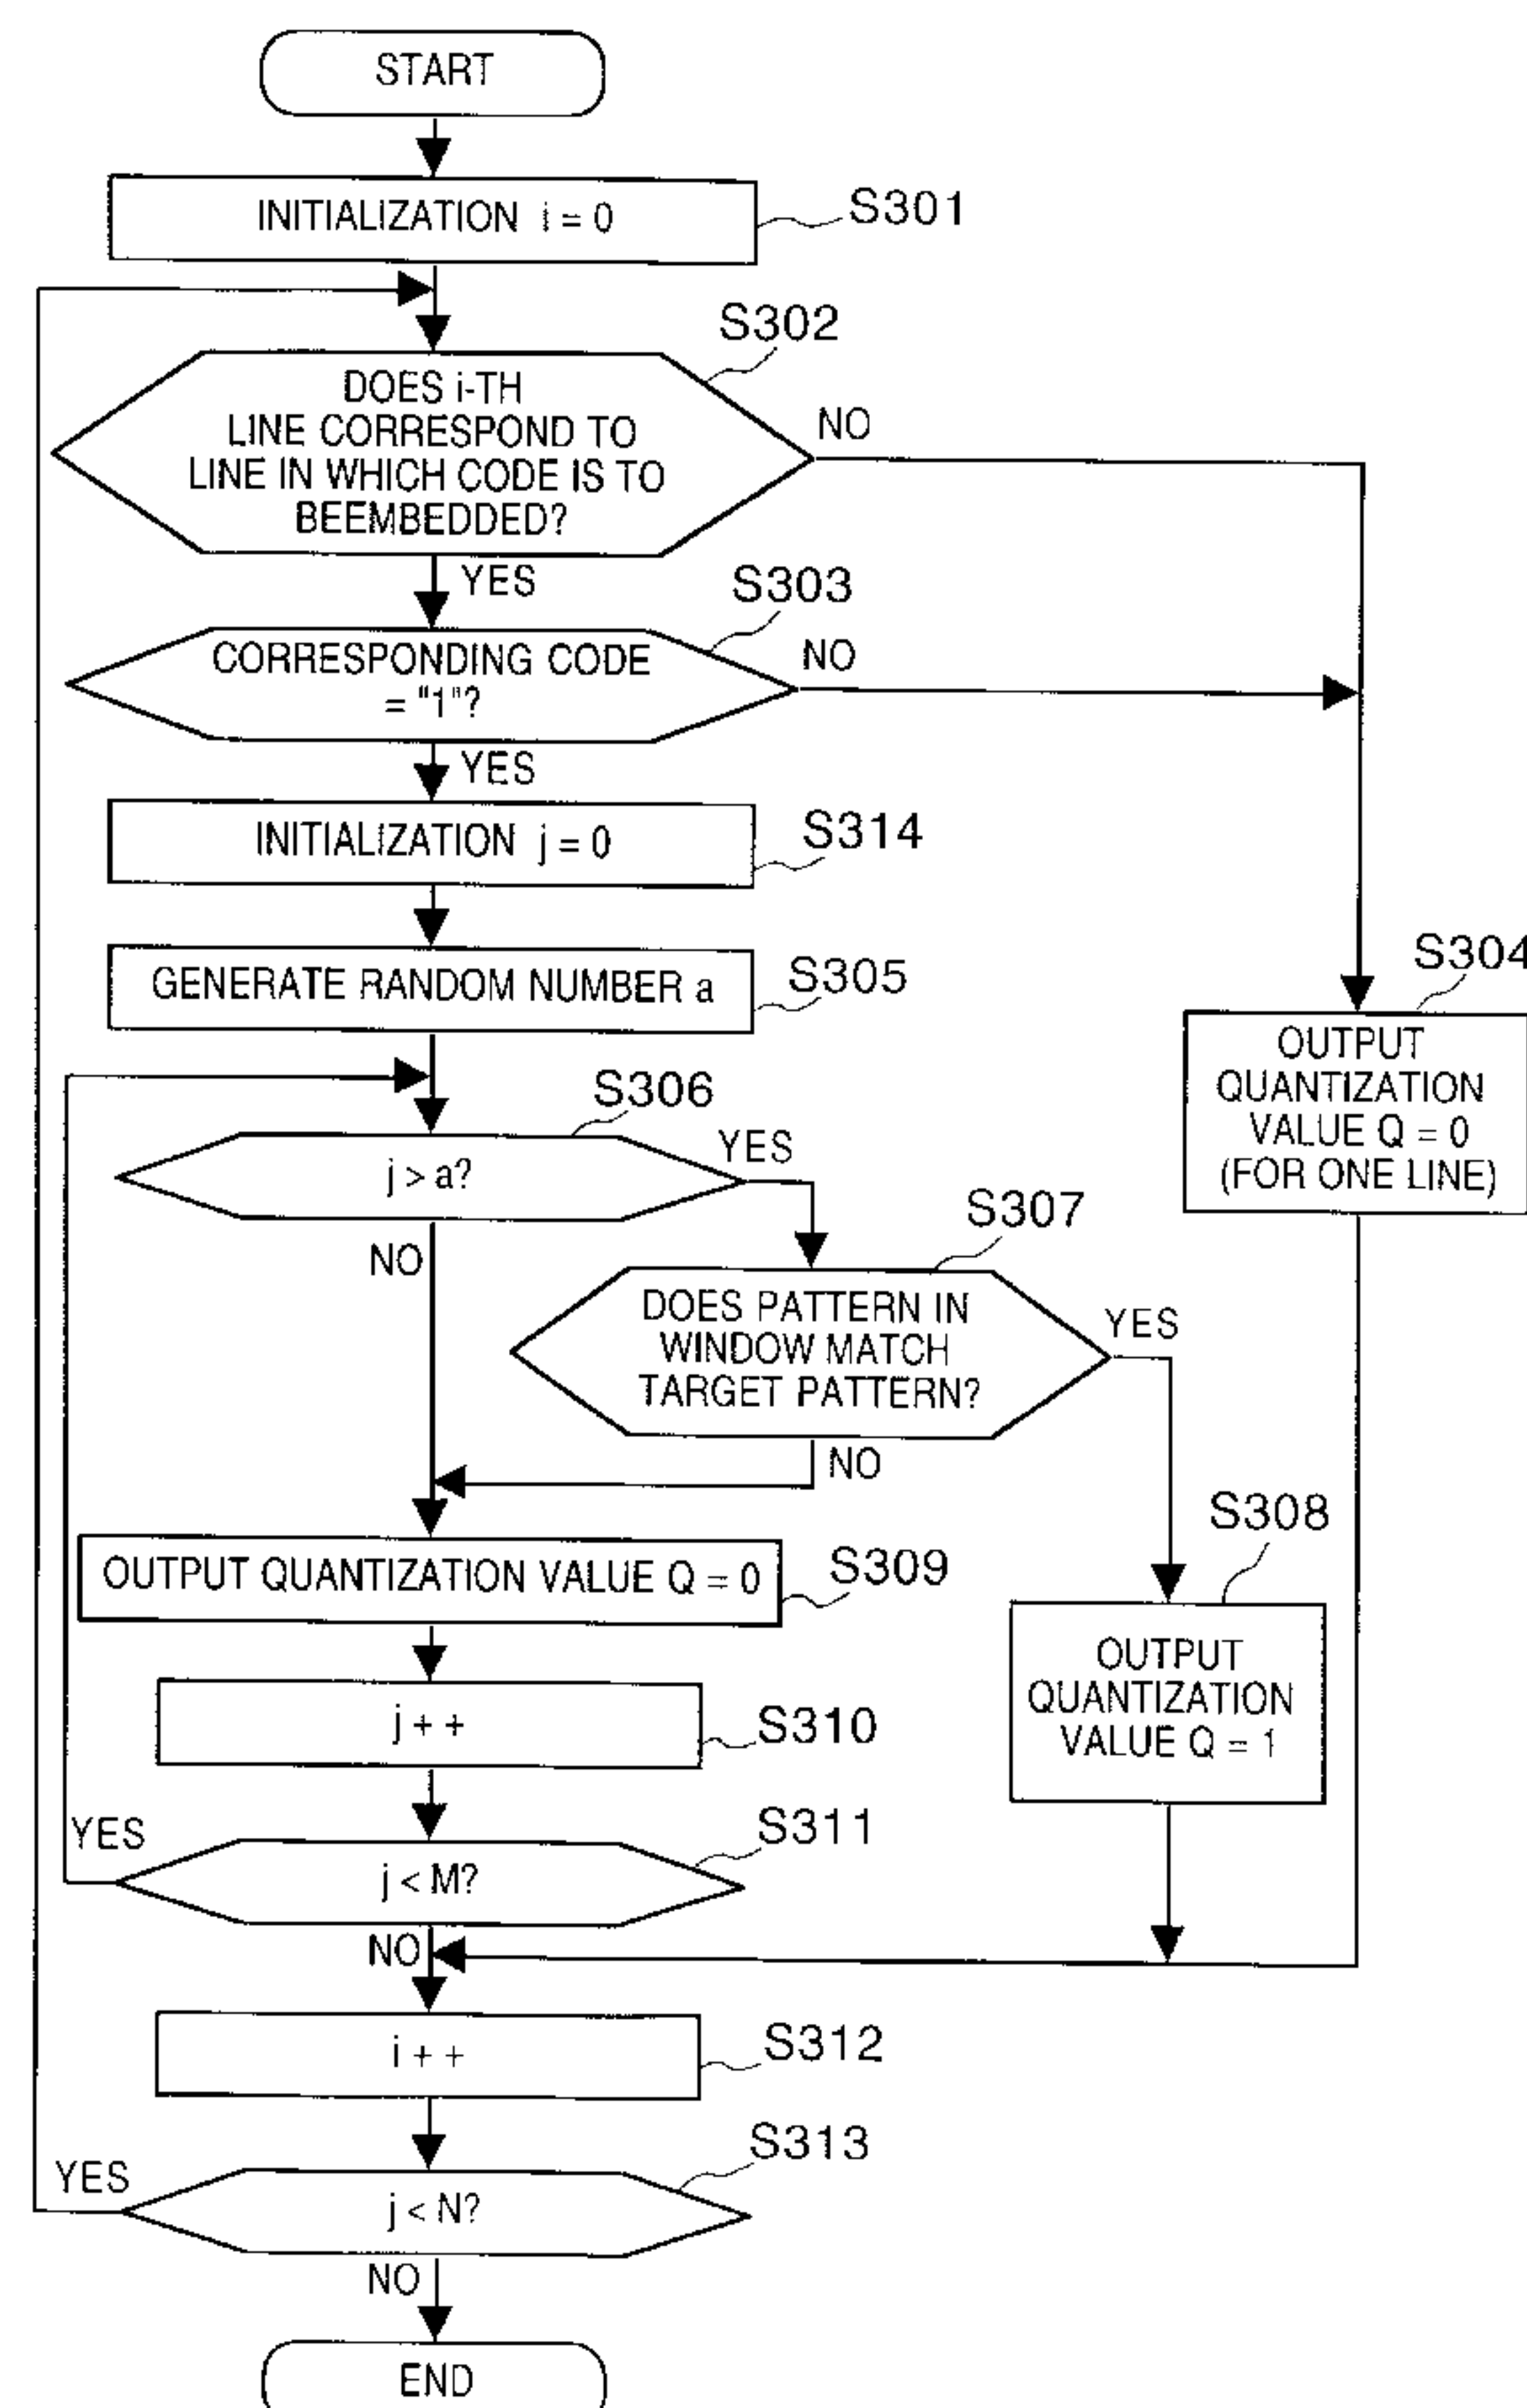 START
INITIALIZATION i = 0
S301
S302
DOES i-TH
LINE CORRESPOND TO
LINE IN WHICH CODE IS TO
BEEMBEDDED?
NO
YES
S303
CORRESPONDING CODE
= "1"?
NO
YES
INITIALIZATION j = 0
S314
GENERATE RANDOM NUMBER a
S305
S304
OUTPUT
QUANTIZATION
VALUE Q = 0
(FOR ONE LINE)
S306
j > a?
YES
NO
S307
DOES PATTERN IN
WINDOW MATCH
TARGET PATTERN?
YES
NO
S308
OUTPUT
QUANTIZATION
VALUE Q = 1
OUTPUT QUANTIZATION VALUE Q = 0
S309
j + +
S310
YES
S311
j < M?
NO
i + +
S312
S313
YES
j < N?
NO
END